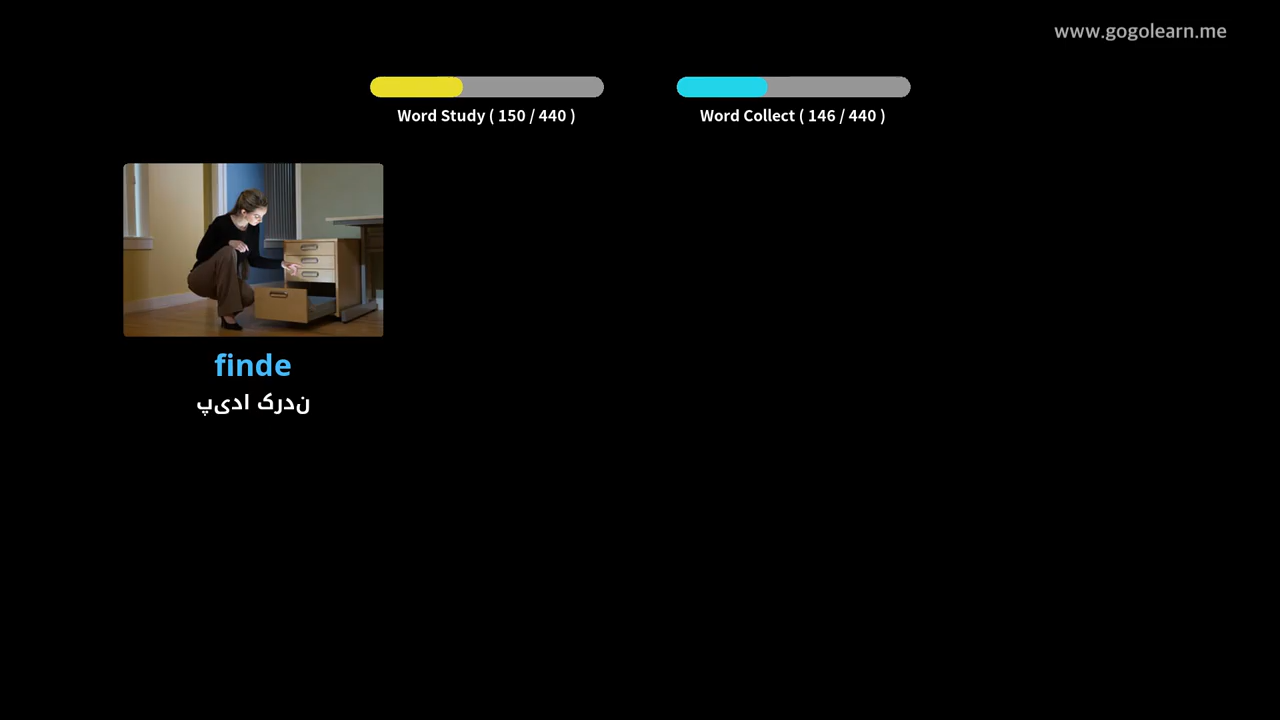 www.gogolearn.me
Word Study ( 150 / 440 )
Word Collect ( 146 / 440 )
finde
ندرک ادیپ